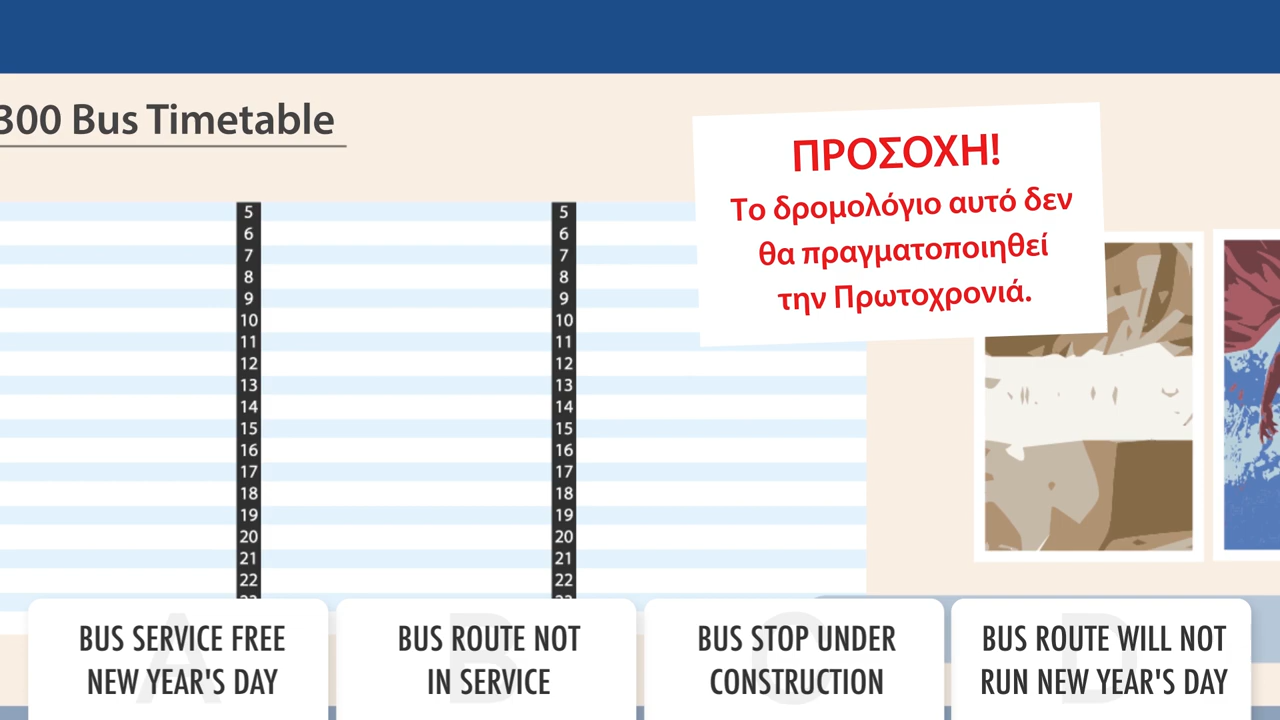 300 Bus Timetable
ΠΡΟΣΟΧΗ!
Το δρομολόγιο αυτό δεν
θα πραγματοποιηθεί
την Πρωτοχρονιά.
5 5
6 6
7 7
8 8
9 9
10 10
11 11
12 12
13 13
14 14
15 15
16 16
17 17
18 18
19 19
20 20
21 21
22 22
A
BUS SERVICE FREE
NEW YEAR'S DAY
B
BUS ROUTE NOT
IN SERVICE
C
BUS STOP UNDER
CONSTRUCTION
D
BUS ROUTE WILL NOT
RUN NEW YEAR'S DAY